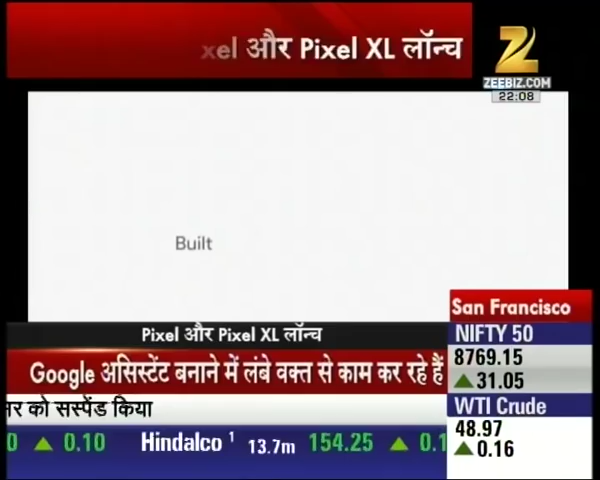 xel और Pixel XL लॉन्च
ZEEBIZ.COM
22:08
Built
San Francisco
Pixel और Pixel XL लॉन्च
NIFTY 50
8769.15
▲ 31.05
Google असिस्टेंट बनाने में लंबे वक्त से काम कर रहे हैं
WTI Crude
48.97
▲ 0.16
को सस्पेंड किया
0 ▲ 0.10 Hindalco 1 13.7m 154.25 ▲ 0.1